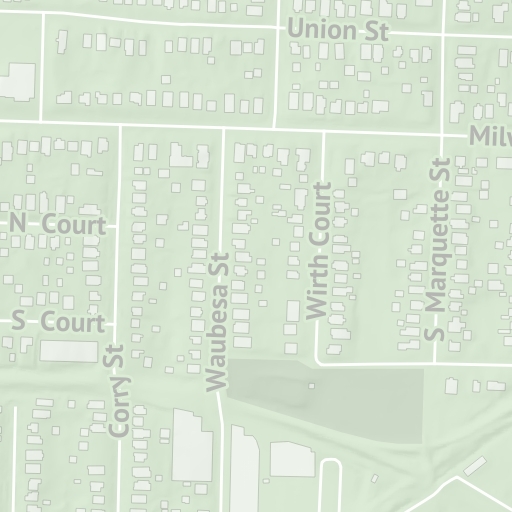 Union St
Milw
N Court
S Court
Corry St
Waubesa St
Wirth Court
S Marquette St